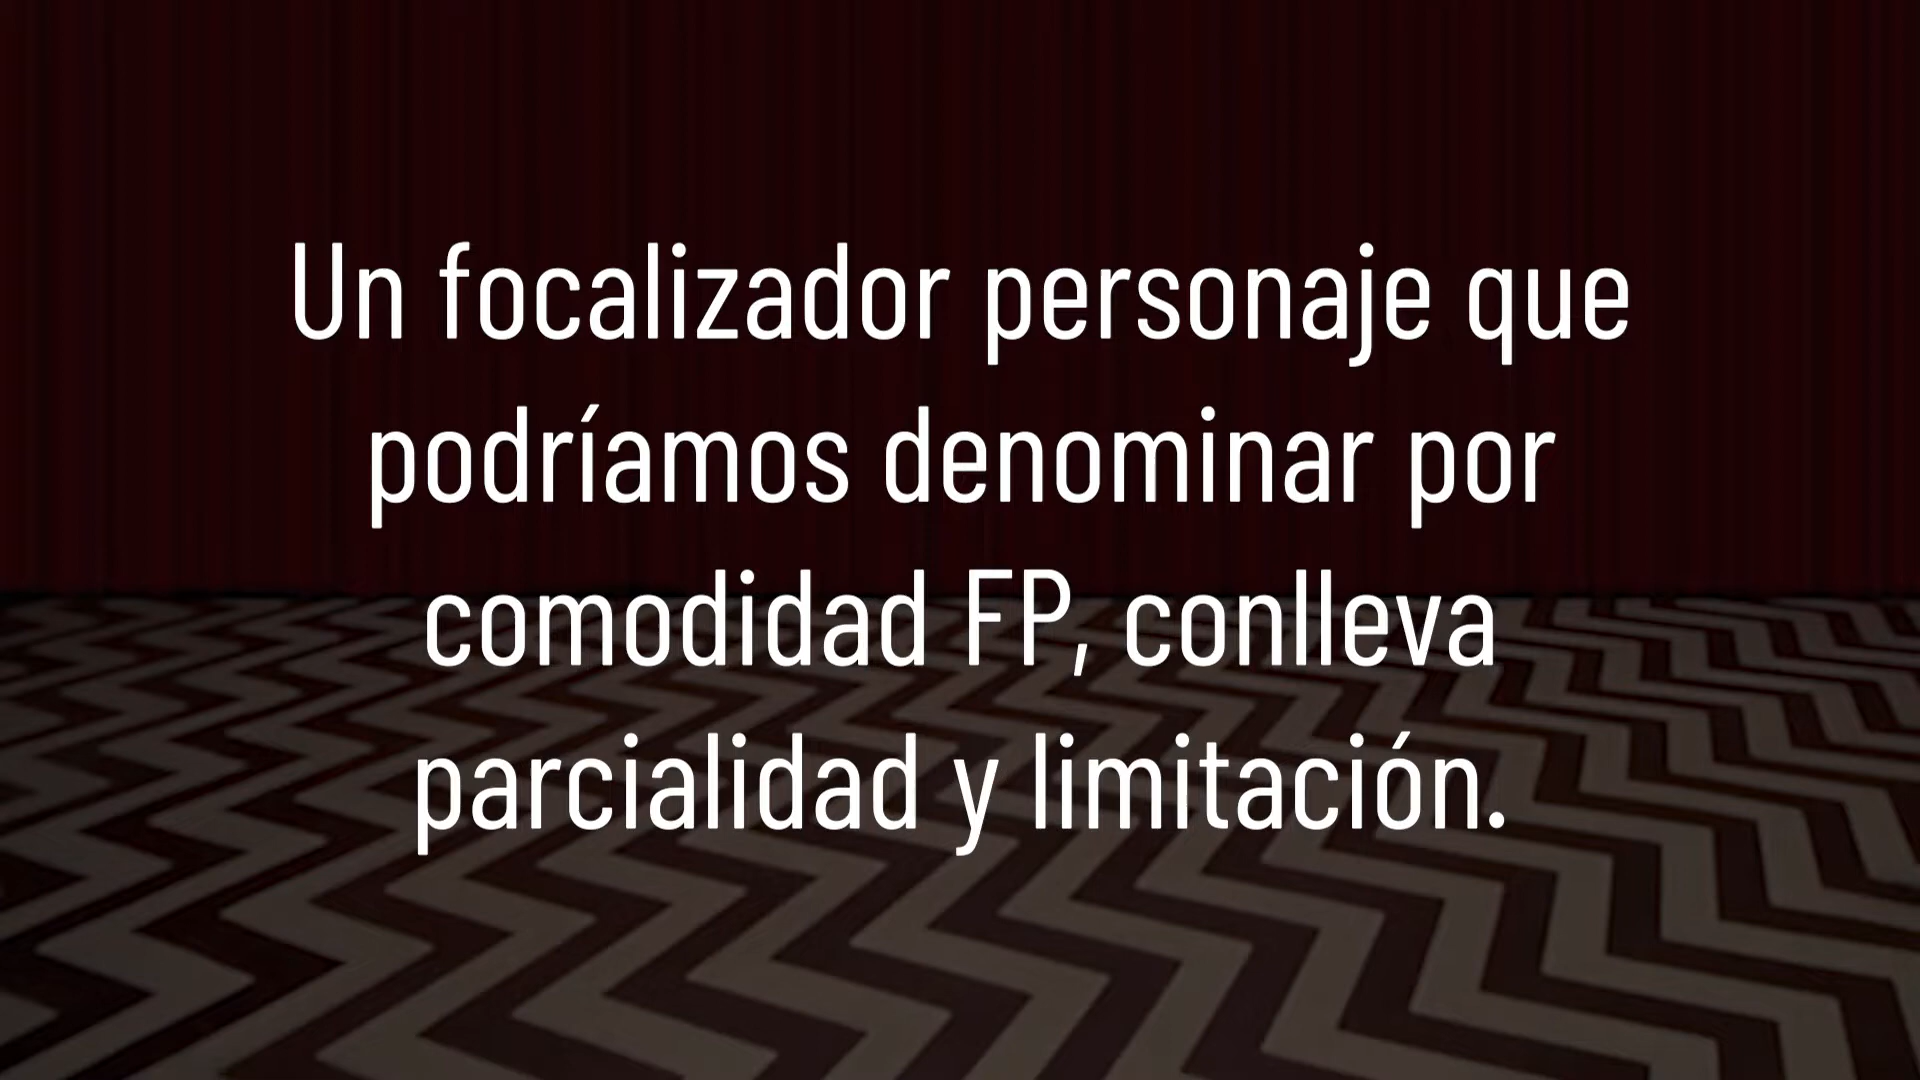 Un focalizador personaje que
podríamos denominar por
comodidad FP, conlleva
parcialidad y limitación.